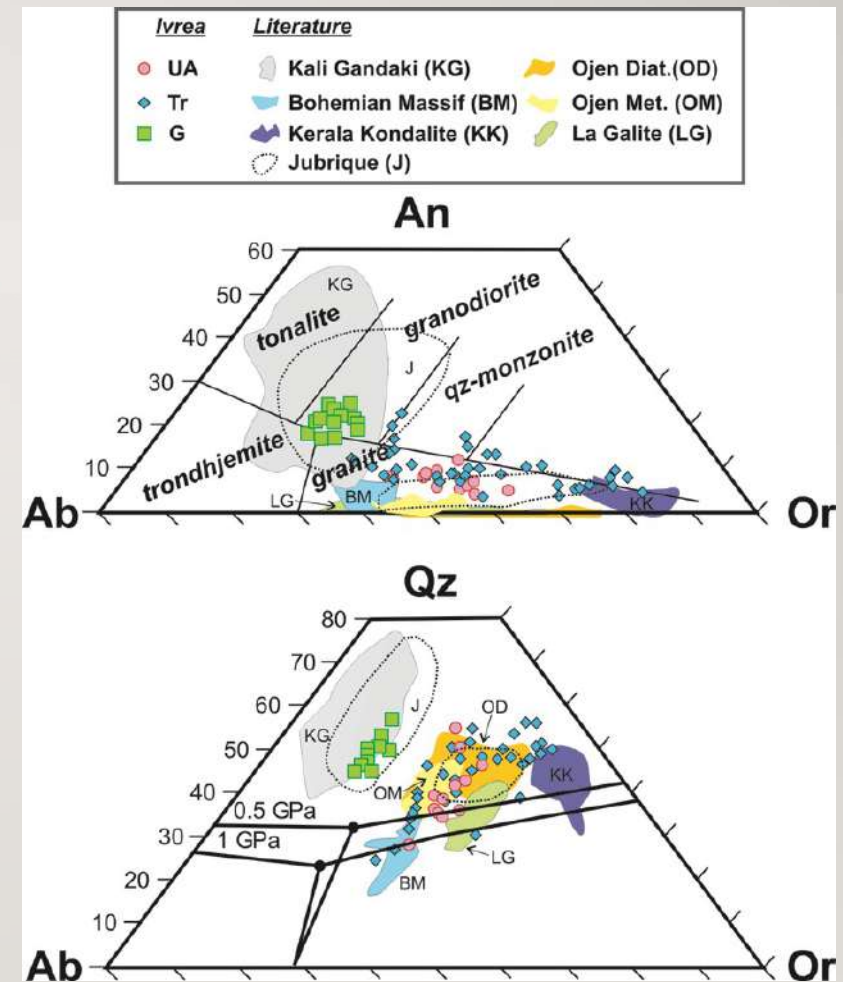 Ivrea Literature
UA Kali Gandaki (KG) Ojen Diat.(OD)
Tr Bohemian Massif (BM) Ojen Met. (OM)
G Kerala Kondalite (KK) La Galite (LG)
Jubrique (J)
An
60
KG
50
tonalite
granodiorite
40
J
qz-monzonite
30
20
trondhjemite
granite
10
LG
BM
KK
Ab
Or
Qz
80
70
60
J
OD
KG
50
KK
40
OM
0.5 GPa
30
1 GPa
LG
20
BM
10
Ab
Or